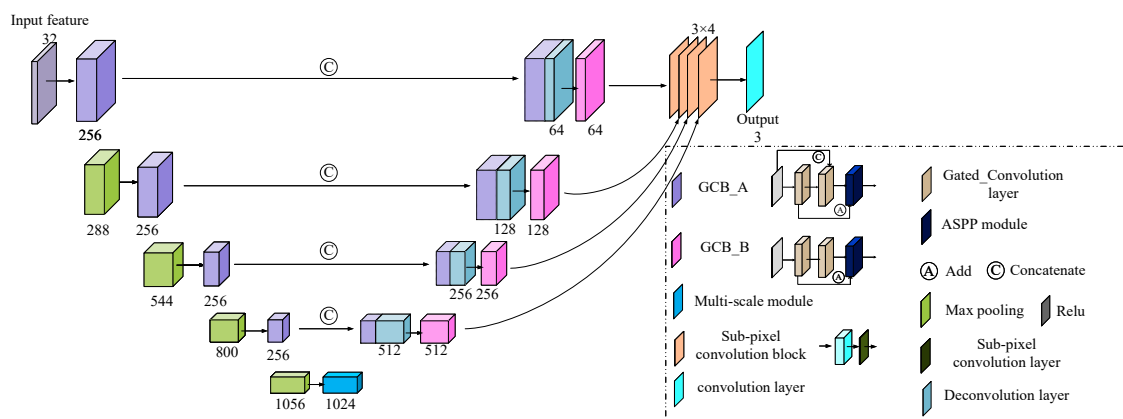 Input feature
32
256
C
64
64
3×4
Output
3
288
256
C
128
128
544
256
C
256
256
800
256
C
512
512
1056
1024
GCB_A
C
A
GCB_B
A
Multi-scale module
Sub-pixel
convolution block
convolution layer
Gated_Convolution
layer
ASPP module
A Add
C Concatenate
Max pooling
Relu
Sub-pixel
convolution layer
Deconvolution layer